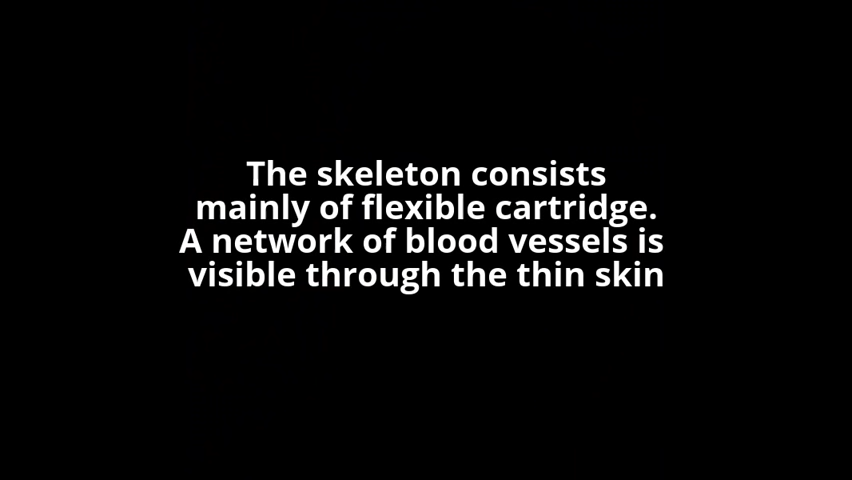 The skeleton consists
mainly of flexible cartridge.
A network of blood vessels is
visible through the thin skin